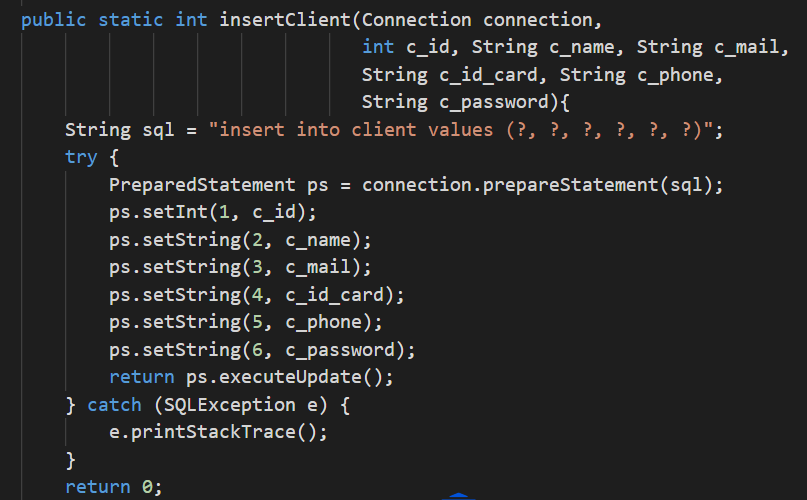 public static int insertClient(Connection connection,
int c_id, String c_name, String c_mail,
String c_id_card, String c_phone,
String c_password){
String sql = "insert into client values (?, ?, ?, ?, ?, ?)";
try {
PreparedStatement ps = connection.prepareStatement(sql);
ps.setInt(1, c_id);
ps.setString(2, c_name);
ps.setString(3, c_mail);
ps.setString(4, c_id_card);
ps.setString(5, c_phone);
ps.setString(6, c_password);
return ps.executeUpdate();
} catch (SQLException e) {
e.printStackTrace();
}
return 0;